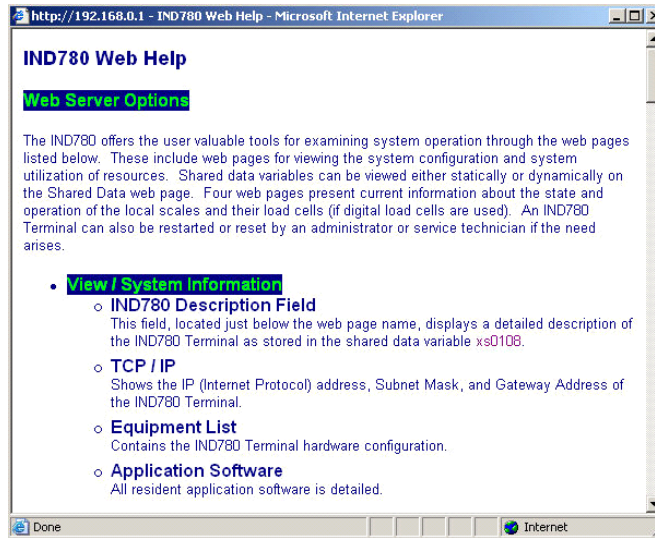 http://192.168.0.1 - IND780 Web Help - Microsoft Internet Explorer
IND780 Web Help
Web Server Options
The IND780 offers the user valuable tools for examining system operation through the web pages
listed below. These include web pages for viewing the system configuration and system
utilization of resources. Shared data variables can be viewed either statically or dynamically on
the Shared Data web page. Four web pages present current information about the state and
operation of the local scales and their load cells (if digital load cells are used). An IND780
Terminal can also be restarted or reset by an administrator or service technician if the need
arises.
• View / System Information
o IND780 Description Field
This field, located just below the web page name, displays a detailed description of
the IND780 Terminal as stored in the shared data variable xs0108.
o TCP / IP
Shows the IP (Internet Protocol) address, Subnet Mask, and Gateway Address of
the IND780 Terminal.
o Equipment List
Contains the IND780 Terminal hardware configuration.
o Application Software
All resident application software is detailed.
Done Internet